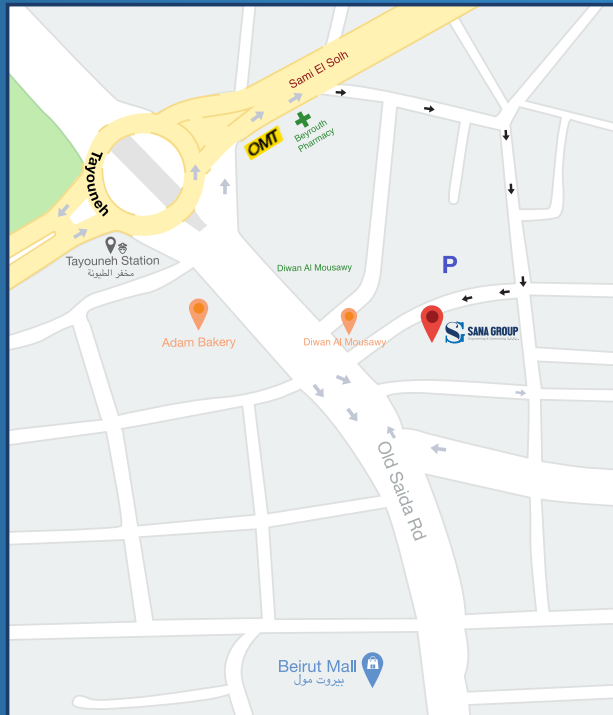 Sami El Solh
OMT
Beyrouth
Pharmacy
Tayouneh
Tayouneh Station
مخفر الطيونة
Diwan Al Mousawy
P
Adam Bakery
Diwan Al Mousawy
SG
SANA GROUP
Old Saida Rd
Beirut Mall
بيروت مول